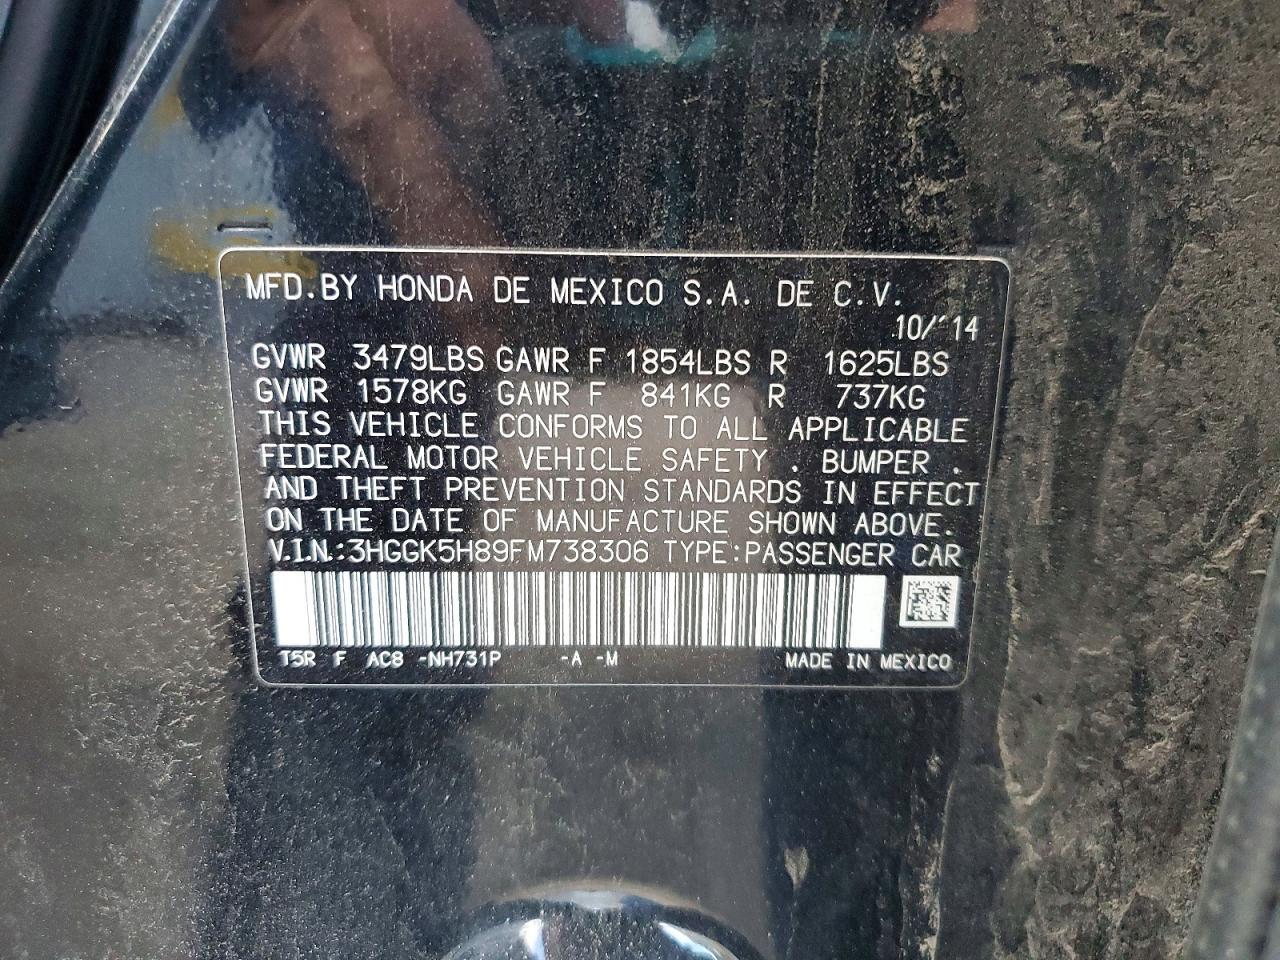 MFD.BY HONDA DE MEXICO S.A. DE C.V.
10/´14
GVWR 3479LBS GAWR F 1854LBS R 1625LBS
GVWR 1578KG GAWR F 841KG R 737KG
THIS VEHICLE CONFORMS TO ALL APPLICABLE
FEDERAL MOTOR VEHICLE SAFETY , BUMPER ,
AND THEFT PREVENTION STANDARDS IN EFFECT
ON THE DATE OF MANUFACTURE SHOWN ABOVE.
V.I.N.:3HGGK5H89FM738306 TYPE:PASSENGER CAR
T5R F AC8 -NH731P -A -M MADE IN MEXICO